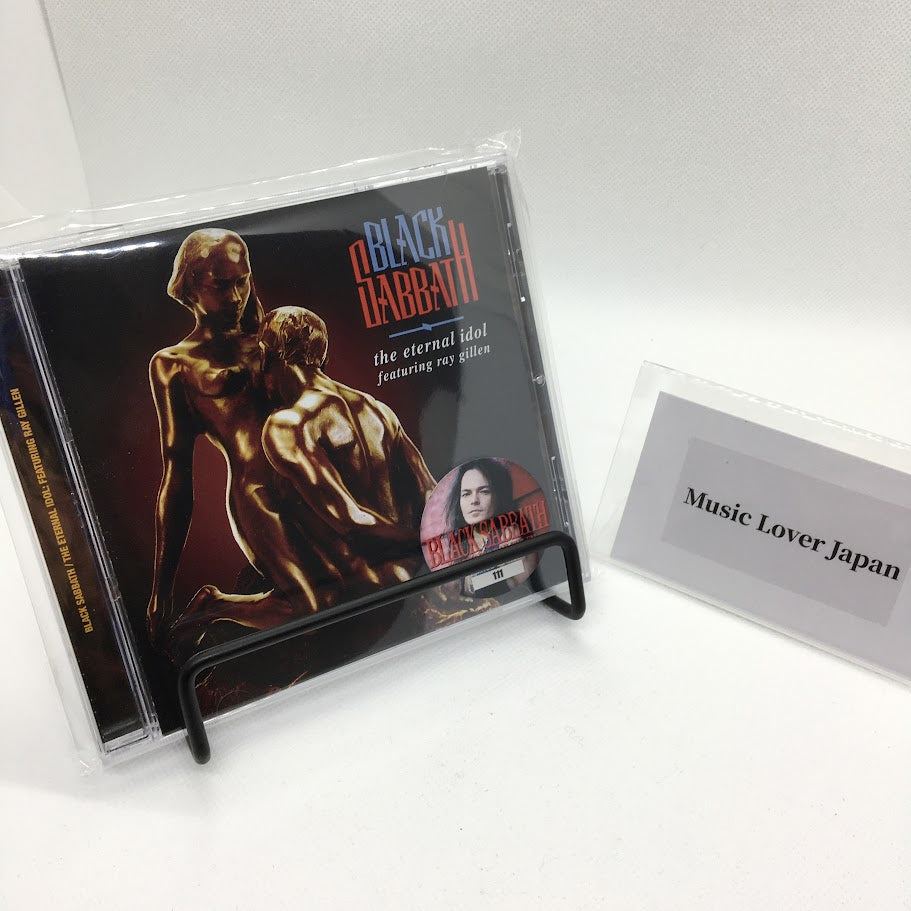 BLACK
SABBATH
the eternal idol
featuring ray gillen
BLACK SABBATH / THE ETERNAL IDOL: FEATURING RAY GILLEN
BLACK SABBATH
111
Music Lover Japan